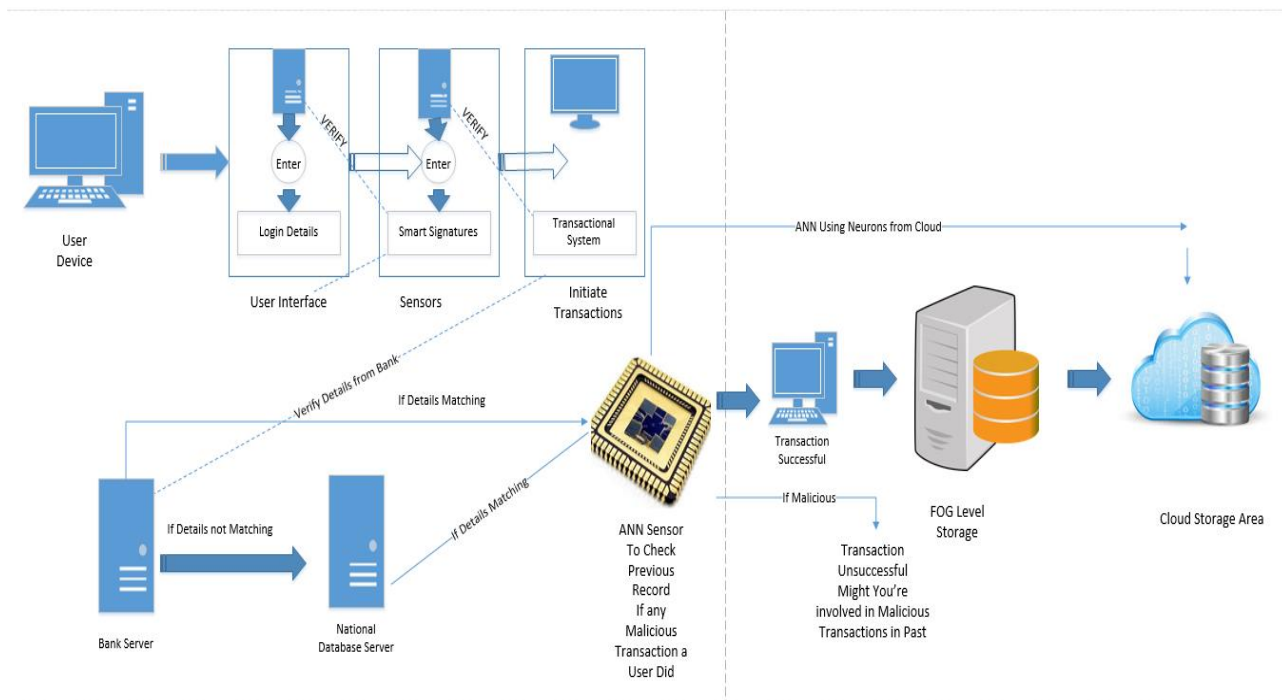 VERIFY
VERIFY
Enter
Enter
Login Details
Smart Signatures
Transactional
System
User
Device
User Interface
Sensors
Initiate
Transactions
ANN Using Neurons from Cloud
Verify Details from Bank
If Details Matching
If Details Matching
If Details not Matching
Bank Server
National
Database Server
ANN Sensor
To Check
Previous
Record
If any
Malicious
Transaction a
User Did
Transaction
Successful
If Malicious
Transaction
Unsuccessful
Might You're
involved in Malicious
Transactions in Past
FOG Level
Storage
Cloud Storage Area